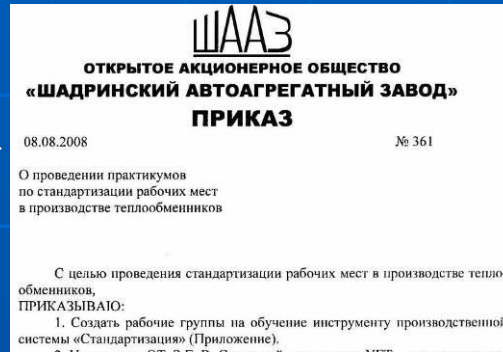 ШААЗ
ОТКРЫТОЕ АКЦИОНЕРНОЕ ОБЩЕСТВО
«ШАДРИНСКИЙ АВТОАГРЕГАТНЫЙ ЗАВОД»
ПРИКАЗ
08.08.2008 № 361
О проведении практикумов
по стандартизации рабочих мест
в производстве теплообменников
С целью проведения стандартизации рабочих мест в производстве тепло-
обменников,
ПРИКАЗЫВАЮ:
1. Создать рабочие группы на обучение инструменту производственной
системы «Стандартизация» (Приложение).